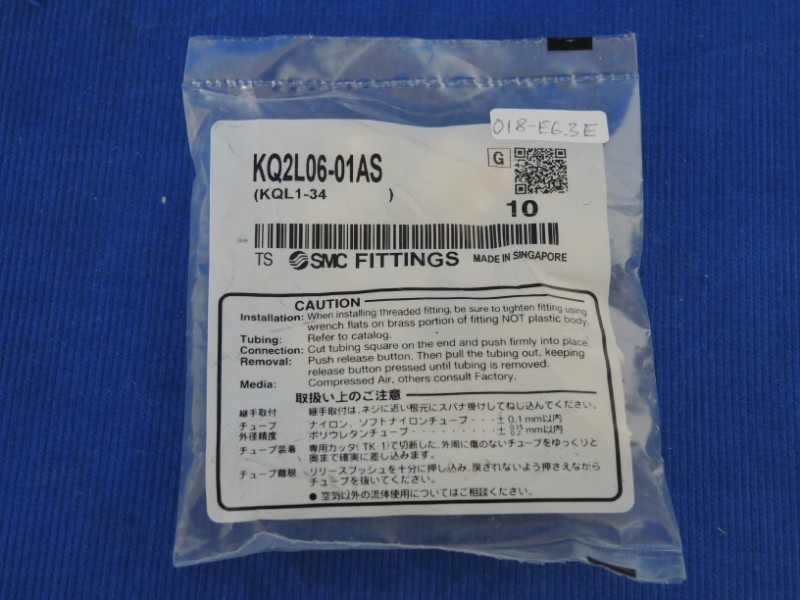 018-E6.3E
G
KQ2L06-01AS
(KQL1-34 )
10
TS SMC FITTINGS MADE IN SINGAPORE
CAUTION
Installation: When installing threaded fitting, be sure to tighten fitting using
wrench flats on brass portion of fitting NOT plastic body.
Tubing: Refer to catalog.
Connection: Cut tubing square on the end and push firmly into place.
Removal: Push release button. Then pull the tubing out, keeping
release button pressed until tubing is removed.
Media: Compressed Air, others consult Factory.
取扱い上のご注意
継手取付 継手取付は、ネジに近い根元にスパナ掛けしてねじ込んでください。
チューブ ナイロン、ソフトナイロンチューブ・・・± 0.1 mm以内
外径精度 ポリウレタンチューブ・・・・・・・・・+0.15 -0.2 mm以内
チューブ装着 専用カッタ(TK-1)で切断した、外周に傷のないチューブをゆっくりと
奥まで確実に差し込みます。
チューブ離脱 リリースプッシュを十分に押し込み、戻されないよう押さえながら
チューブを抜いてください。
● 空気以外の流体使用についてはご相談ください。